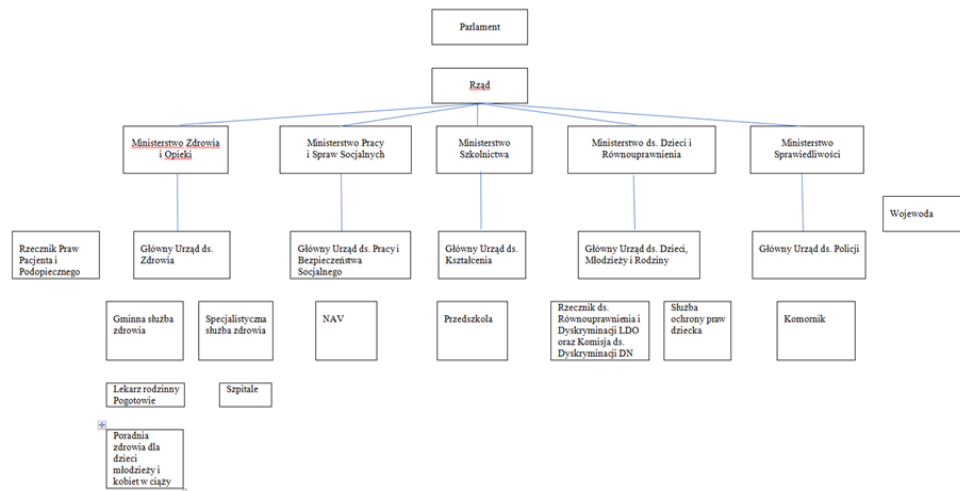 Parlament
Rząd
Ministerstwo Zdrowia
i Opieki
Ministerstwo Pracy
i Spraw Socjalnych
Ministerstwo
Szkolnictwa
Ministerstwo ds. Dzieci i
Równouprawnienia
Ministerstwo
Sprawiedliwości
Wojewoda
Rzecznik Praw
Pacjenta i
Podopiecznego
Główny Urząd ds.
Zdrowia
Główny Urząd ds. Pracy i
Bezpieczeństwa
Socjalnego
Główny Urząd ds.
Kształcenia
Główny Urząd ds. Dzieci,
Młodzieży i Rodziny
Główny Urząd ds. Policji
Gminna służba
zdrowia
Specjalistyczna
służba zdrowia
NAV
Przedszkola
Rzecznik ds.
Równouprawnienia i
Dyskryminacji LDO
oraz Komisja ds.
Dyskryminacji DN
Służba
ochrony praw
dziecka
Komornik
Lekarz rodzinny
Pogotowie
Szpitale
Poradnia
zdrowia dla
dzieci
młodzieży i
kobiet w ciąży